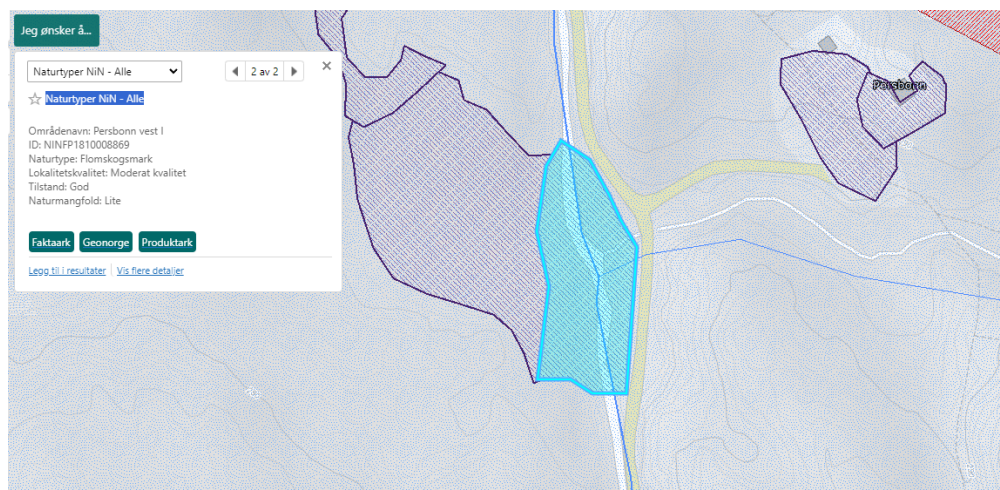 Jeg ønsker å...
Naturtyper NiN - Alle
2 av 2
Naturtyper NiN - Alle
Områdenavn: Persbonn vest I
ID: NINFP1810008869
Naturtype: Flomskogsmark
Lokalitetskvalitet: Moderat kvalitet
Tilstand: God
Naturmangfold: Lite
Faktaark Geonorge Produktark
Legg til i resultater Vis flere detaljer
Persbonn